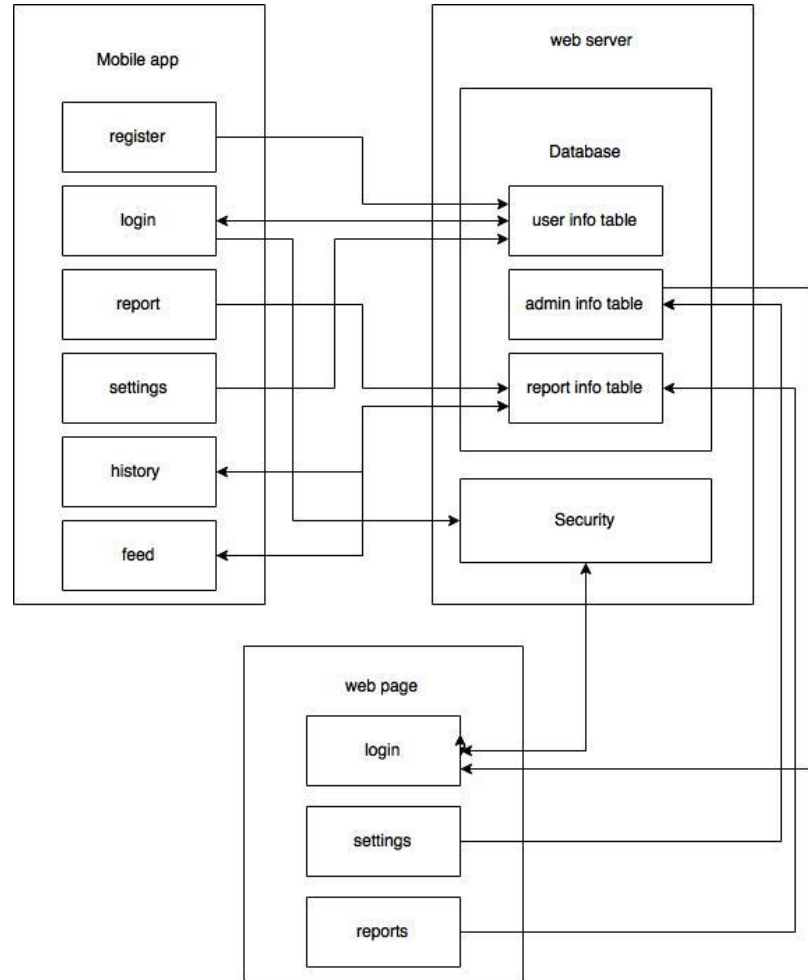 Mobile app
register
login
report
settings
history
feed
web server
Database
user info table
admin info table
report info table
Security
web page
login
settings
reports